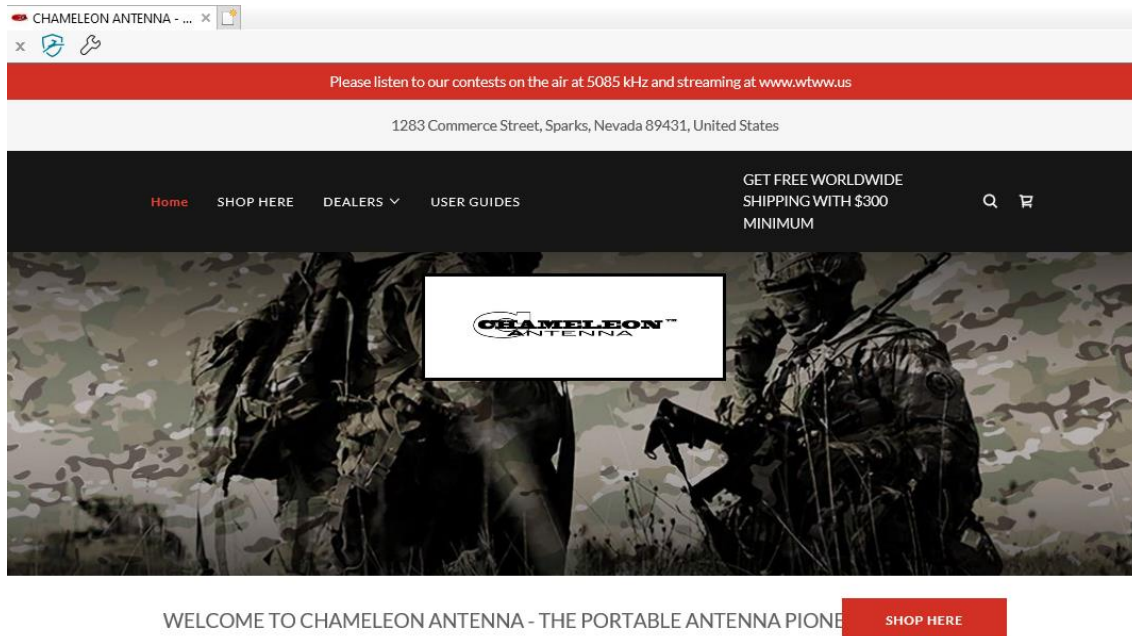 CHAMELEON ANTENNA - ...
Please listen to our contests on the air at 5085 kHz and streaming at www.wtww.us
1283 Commerce Street, Sparks, Nevada 89431, United States
Home SHOP HERE DEALERS USER GUIDES
GET FREE WORLDWIDE
SHIPPING WITH $300
MINIMUM
CHAMELEON™
ANTENNA
WELCOME TO CHAMELEON ANTENNA - THE PORTABLE ANTENNA PIONE
SHOP HERE